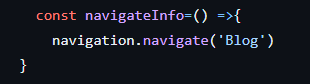 const navigateInfo=() =>{
navigation.navigate('Blog')
}